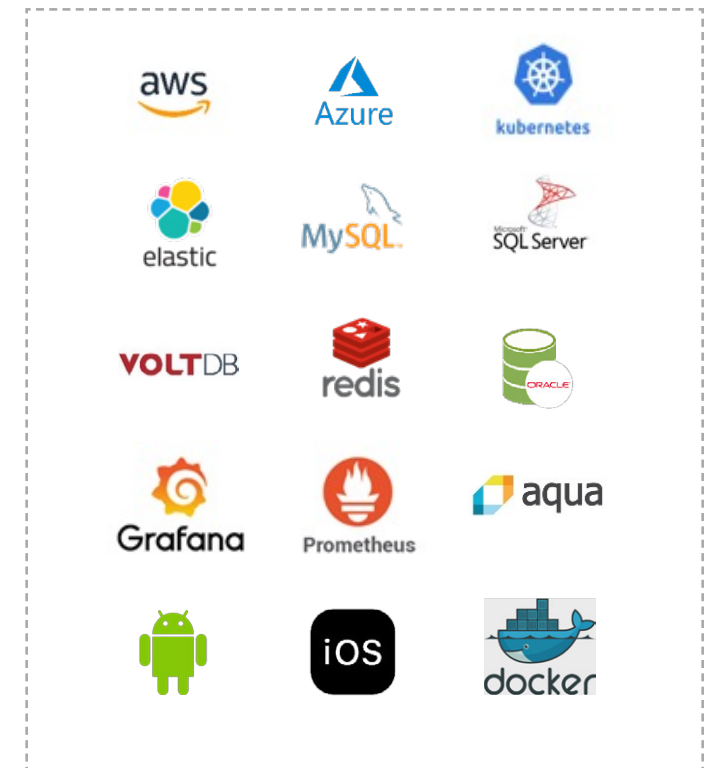 aws
Azure
kubernetes
elastic
MySQL
Microsoft
SQL Server
VOLTDB
redis
ORACLE
Grafana
Prometheus
aqua
iOS
docker